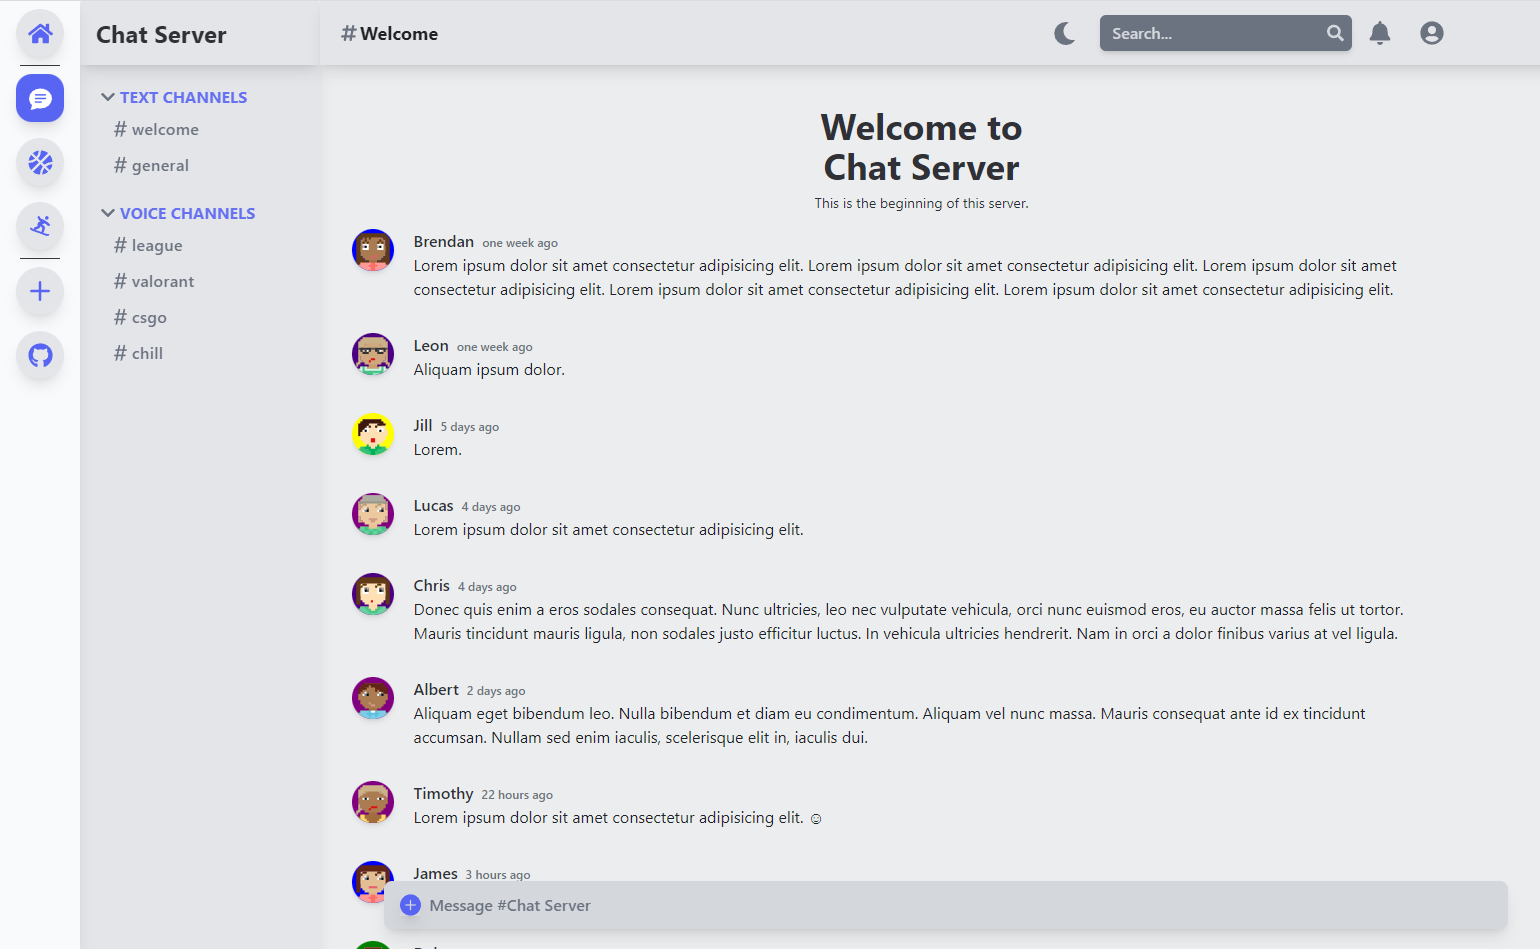 Chat Server
# Welcome
Search...
TEXT CHANNELS
# welcome
# general
VOICE CHANNELS
# league
# valorant
# csgo
# chill
Welcome to
Chat Server
This is the beginning of this server.
Brendan one week ago
Lorem ipsum dolor sit amet consectetur adipisicing elit. Lorem ipsum dolor sit amet consectetur adipisicing elit. Lorem ipsum dolor sit amet
consectetur adipisicing elit. Lorem ipsum dolor sit amet consectetur adipisicing elit. Lorem ipsum dolor sit amet consectetur adipisicing elit.
Leon one week ago
Aliquam ipsum dolor.
Jill 5 days ago
Lorem.
Lucas 4 days ago
Lorem ipsum dolor sit amet consectetur adipisicing elit.
Chris 4 days ago
Donec quis enim a eros sodales consequat. Nunc ultricies, leo nec vulputate vehicula, orci nunc euismod eros, eu auctor massa felis ut tortor.
Mauris tincidunt mauris ligula, non sodales justo efficitur luctus. In vehicula ultricies hendrerit. Nam in orci a dolor finibus varius at vel ligula.
Albert 2 days ago
Aliquam eget bibendum leo. Nulla bibendum et diam eu condimentum. Aliquam vel nunc massa. Mauris consequat ante id ex tincidunt
accumsan. Nullam sed enim iaculis, scelerisque elit in, iaculis dui.
Timothy 22 hours ago
Lorem ipsum dolor sit amet consectetur adipisicing elit. ☺
James 3 hours ago
Message #Chat Server